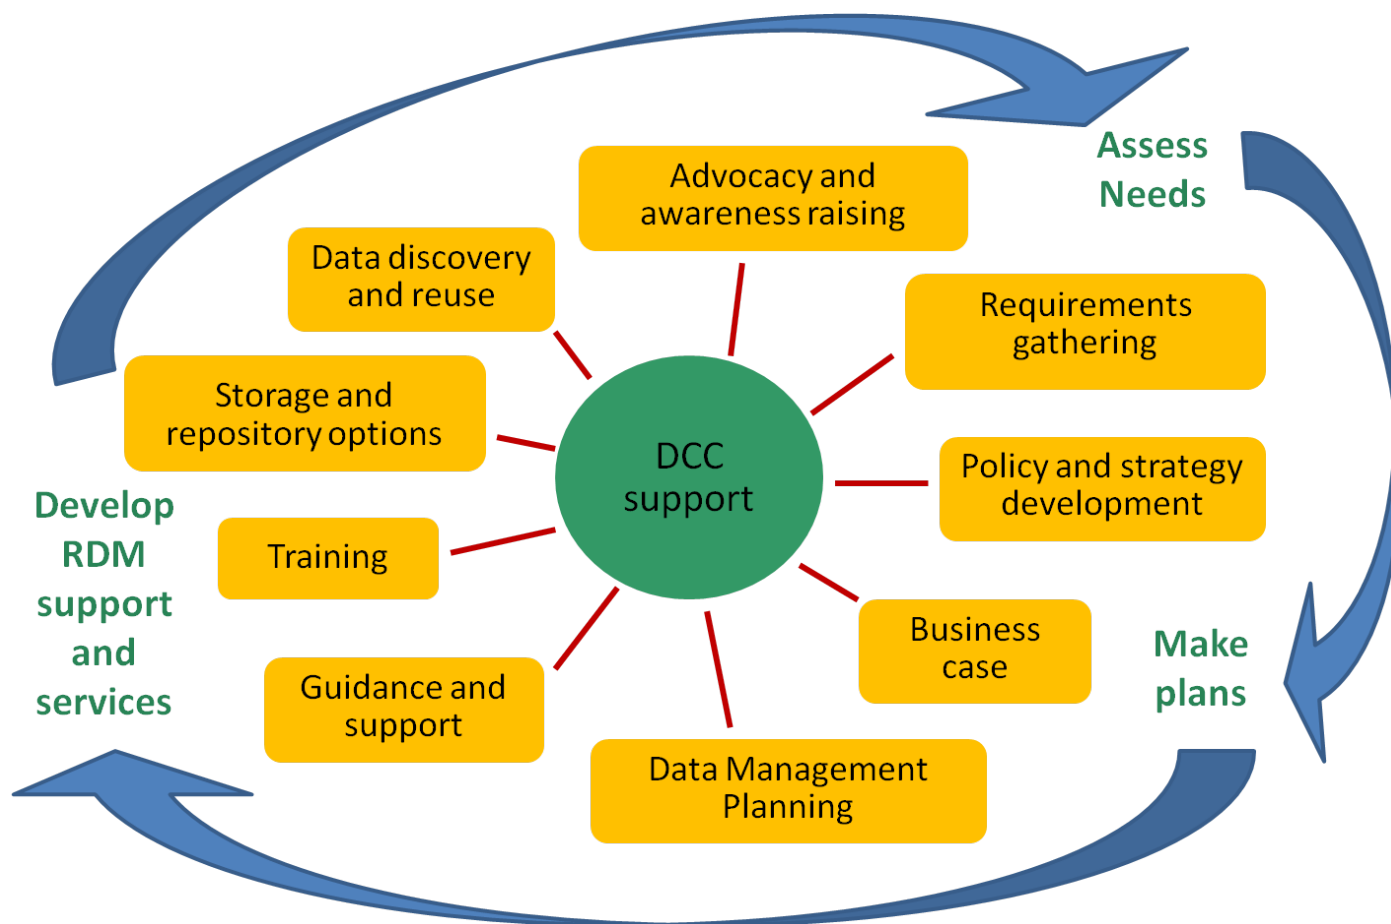 Assess
Needs
Advocacy and
awareness raising
Data discovery
and reuse
Requirements
gathering
Storage and
repository options
DCC
support
Policy and strategy
development
Develop
RDM
support
and
services
Training
Business
case
Make
plans
Guidance and
support
Data Management
Planning